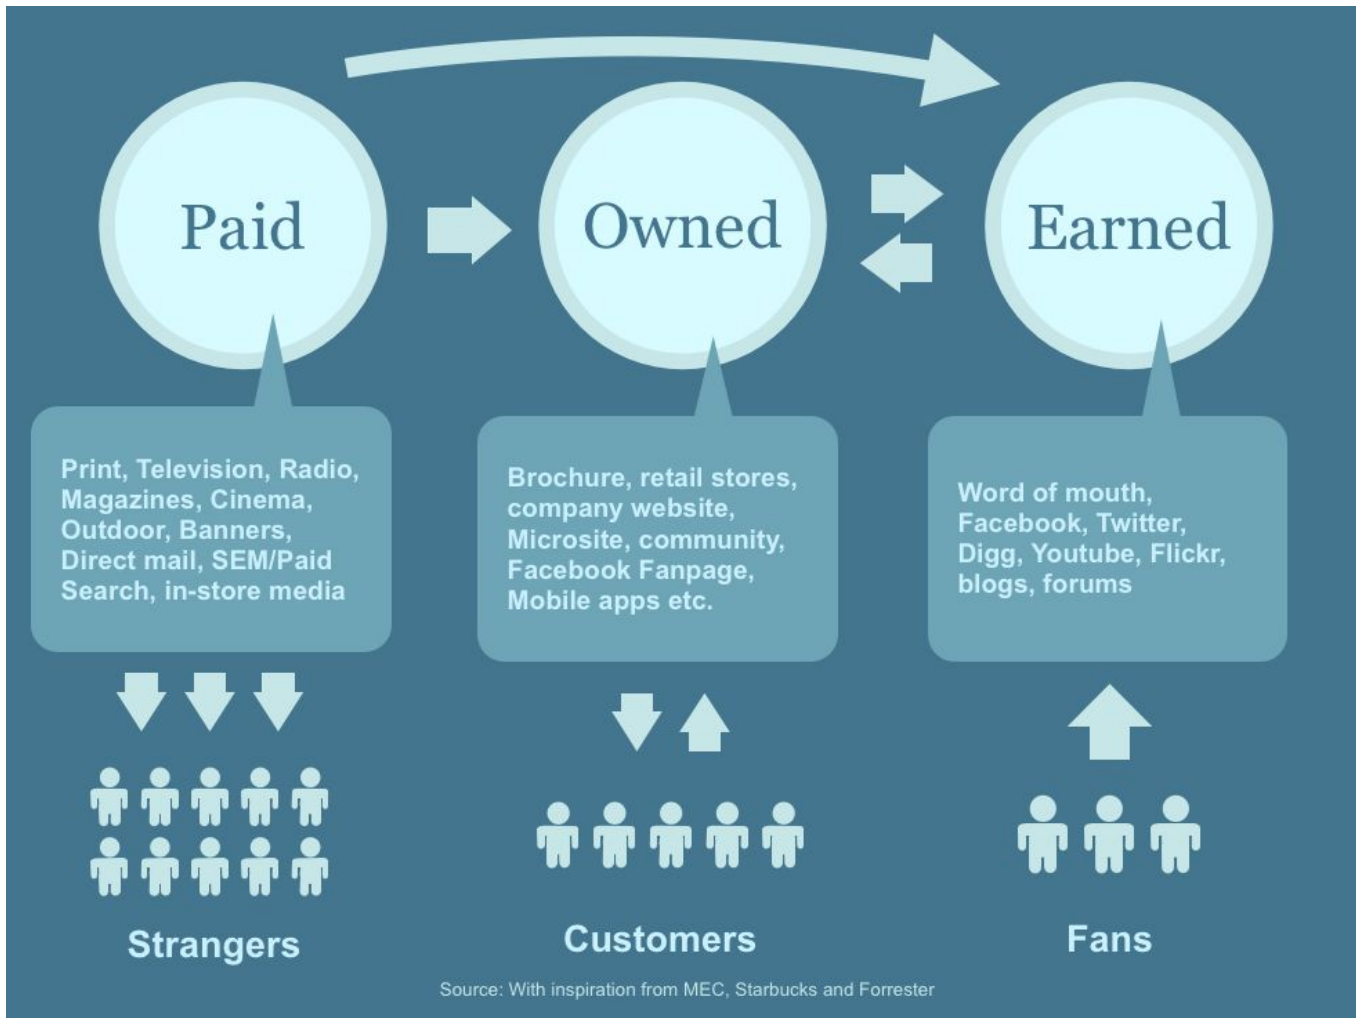 Paid
Owned
Earned
Print, Television, Radio,
Magazines, Cinema,
Outdoor, Banners,
Direct mail, SEM/Paid
Search, in-store media
Brochure, retail stores,
company website,
Microsite, community,
Facebook Fanpage,
Mobile apps etc.
Word of mouth,
Facebook, Twitter,
Digg, Youtube, Flickr,
blogs, forums
Strangers
Customers
Fans
Source: With inspiration from MEC, Starbucks and Forrester